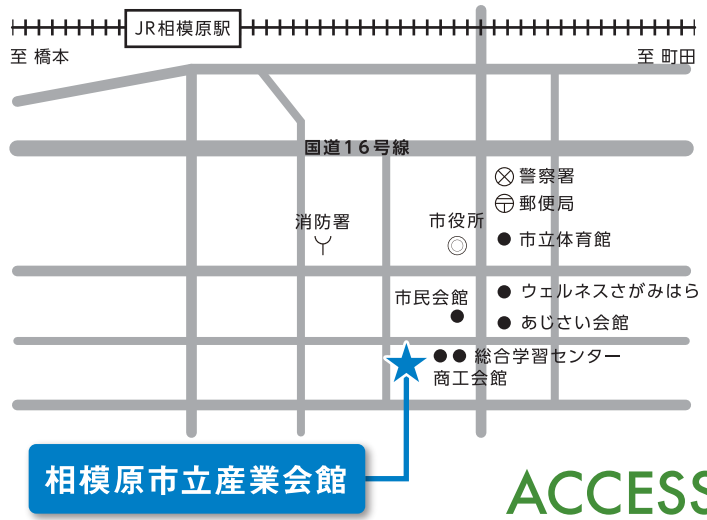 JR相模原駅
至 橋本
至 町田
国道16号線
警察署
郵便局
消防署
市役所
市立体育館
市民会館
ウェルネスさがみはら
あじさい会館
総合学習センター
商工会館
相模原市立産業会館
ACCESS